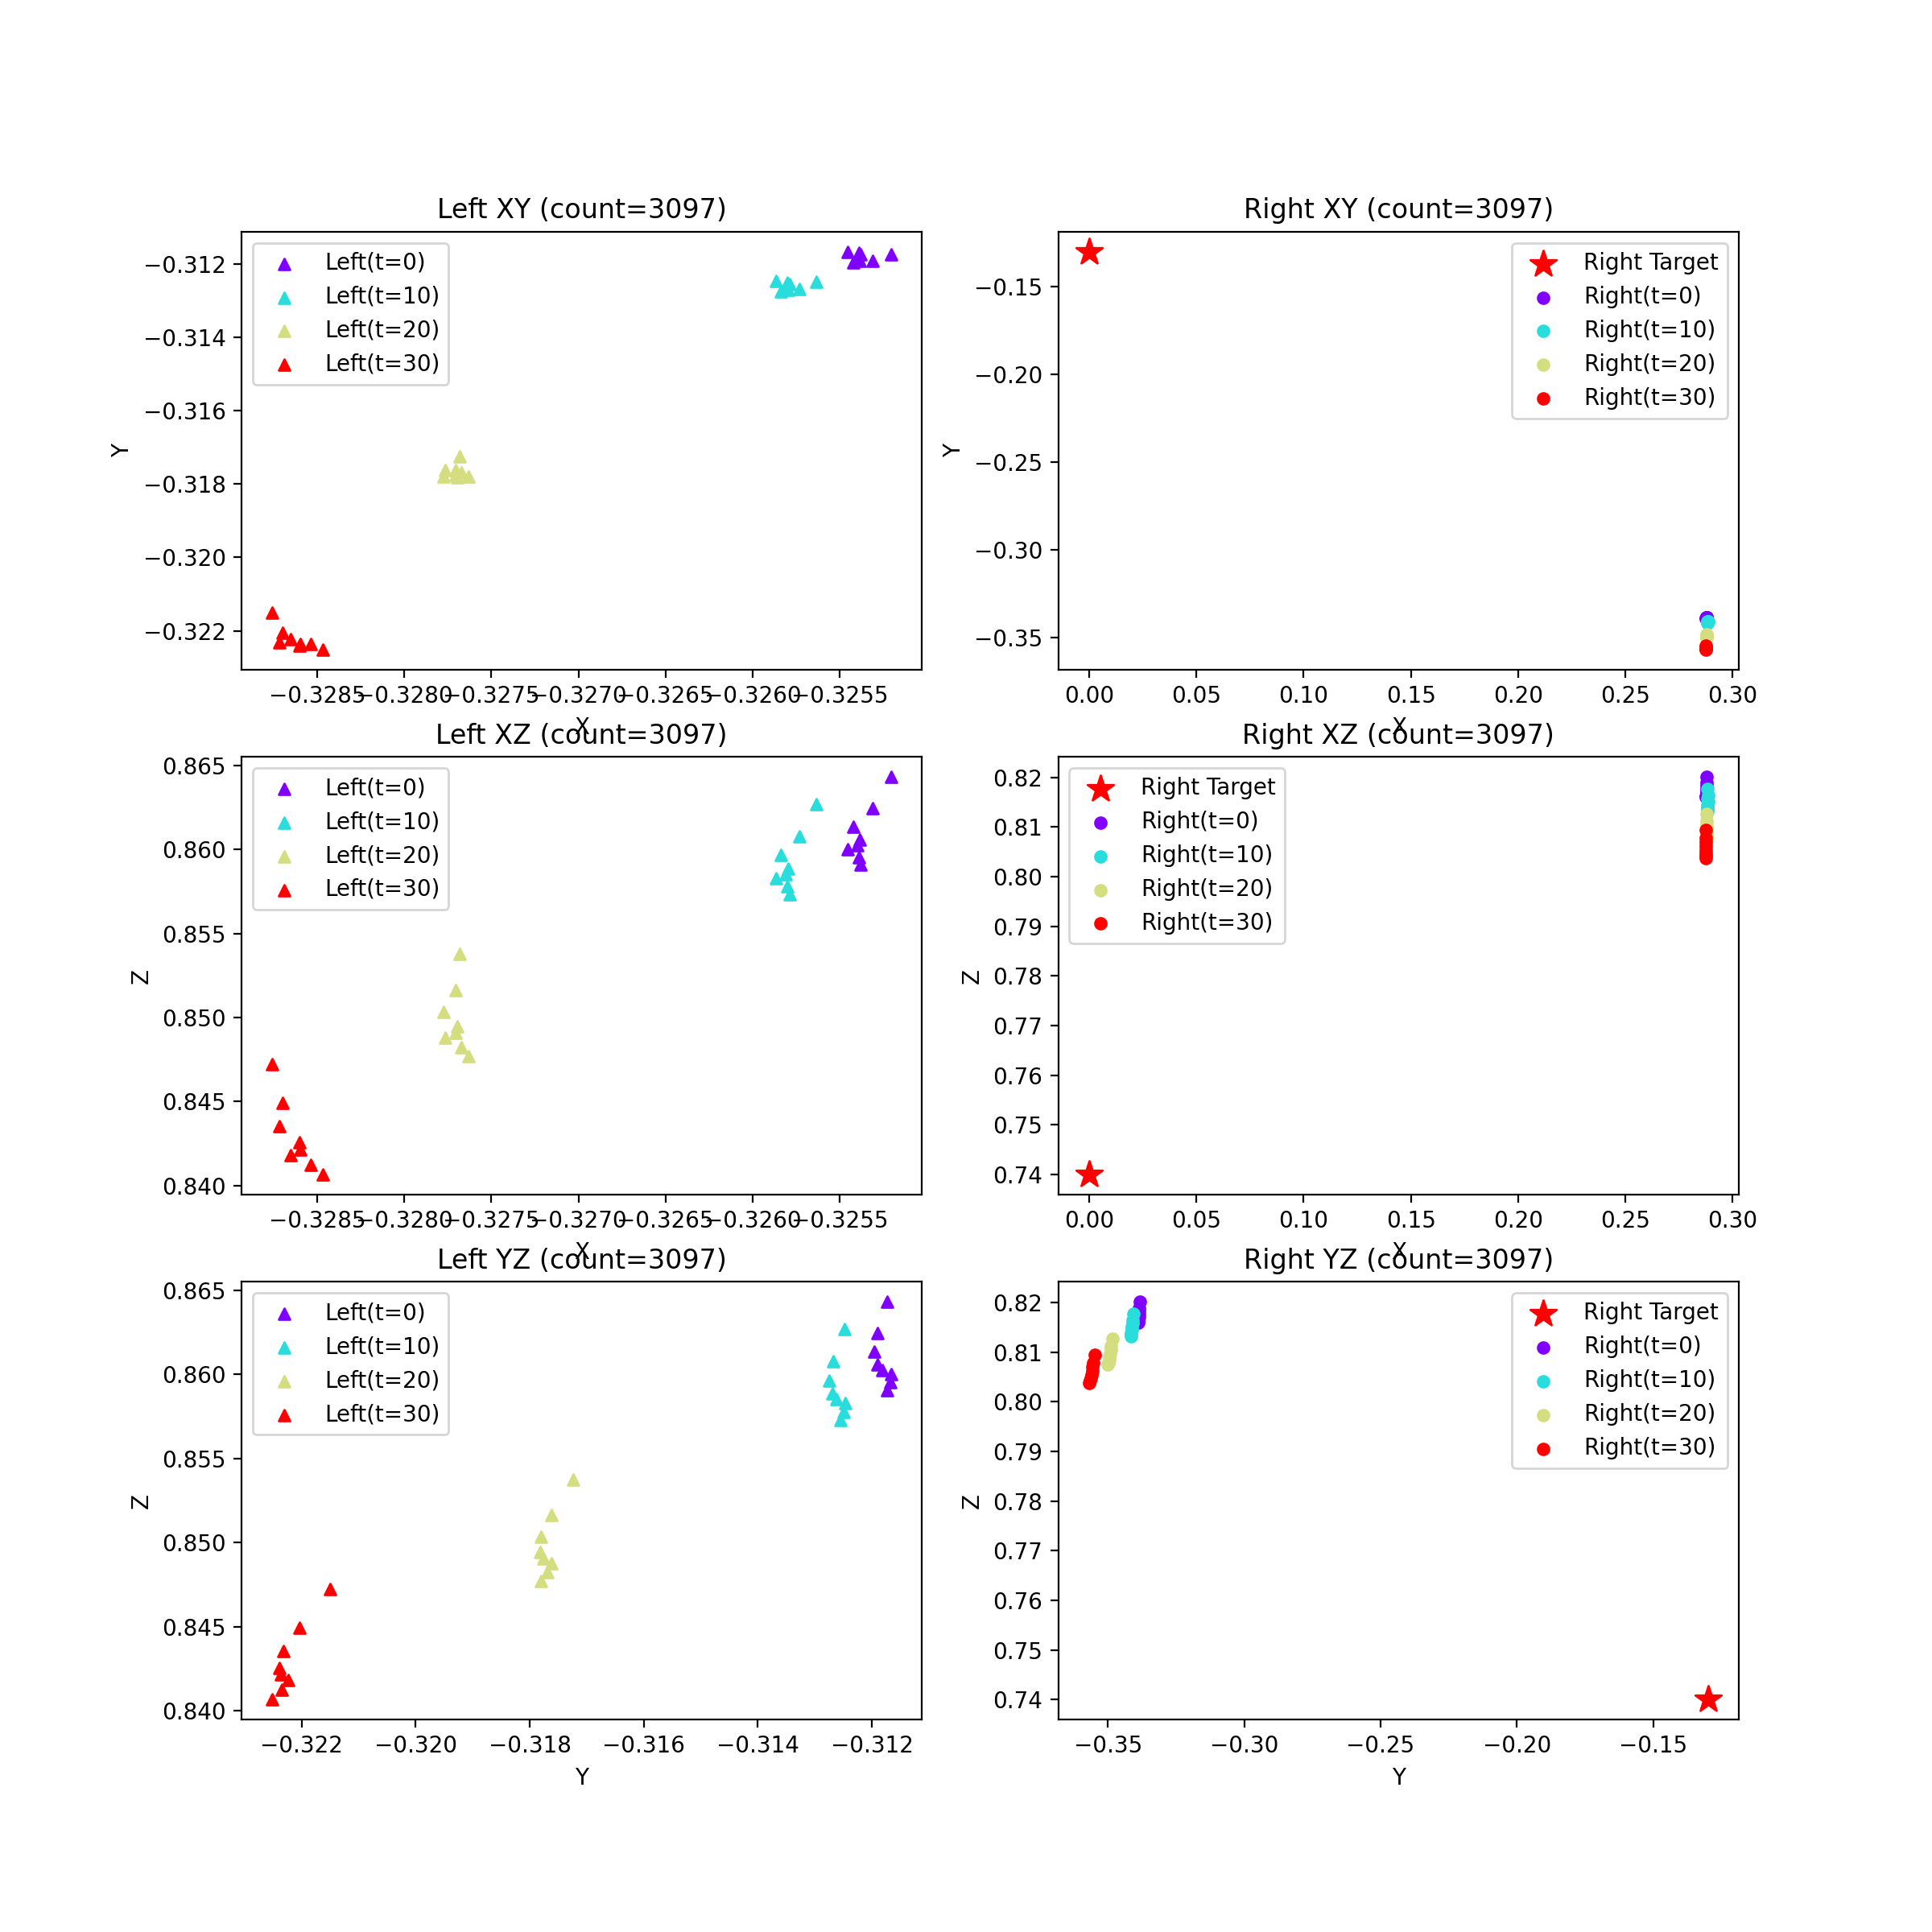 Left XY (count=3097)
Left(t=0)
Left(t=10)
Left(t=20)
Left(t=30)
Y
−0.312
−0.314
−0.316
−0.318
−0.320
−0.322
−0.3285 −0.3280 −0.3275 −0.3270 −0.3265 −0.3260 −0.3255
X
Right XY (count=3097)
Right Target
Right(t=0)
Right(t=10)
Right(t=20)
Right(t=30)
Y
−0.15
−0.20
−0.25
−0.30
−0.35
0.00 0.05 0.10 0.15 0.20 0.25 0.30
X
Left XZ (count=3097)
Left(t=0)
Left(t=10)
Left(t=20)
Left(t=30)
Z
0.865
0.860
0.855
0.850
0.845
0.840
−0.3285 −0.3280 −0.3275 −0.3270 −0.3265 −0.3260 −0.3255
X
Right XZ (count=3097)
Right Target
Right(t=0)
Right(t=10)
Right(t=20)
Right(t=30)
Z
0.82
0.81
0.80
0.79
0.78
0.77
0.76
0.75
0.74
0.00 0.05 0.10 0.15 0.20 0.25 0.30
X
Left YZ (count=3097)
Left(t=0)
Left(t=10)
Left(t=20)
Left(t=30)
Z
0.865
0.860
0.855
0.850
0.845
0.840
−0.322 −0.320 −0.318 −0.316 −0.314 −0.312
Y
Right YZ (count=3097)
Right Target
Right(t=0)
Right(t=10)
Right(t=20)
Right(t=30)
Z
0.82
0.81
0.80
0.79
0.78
0.77
0.76
0.75
0.74
−0.35 −0.30 −0.25 −0.20 −0.15
Y